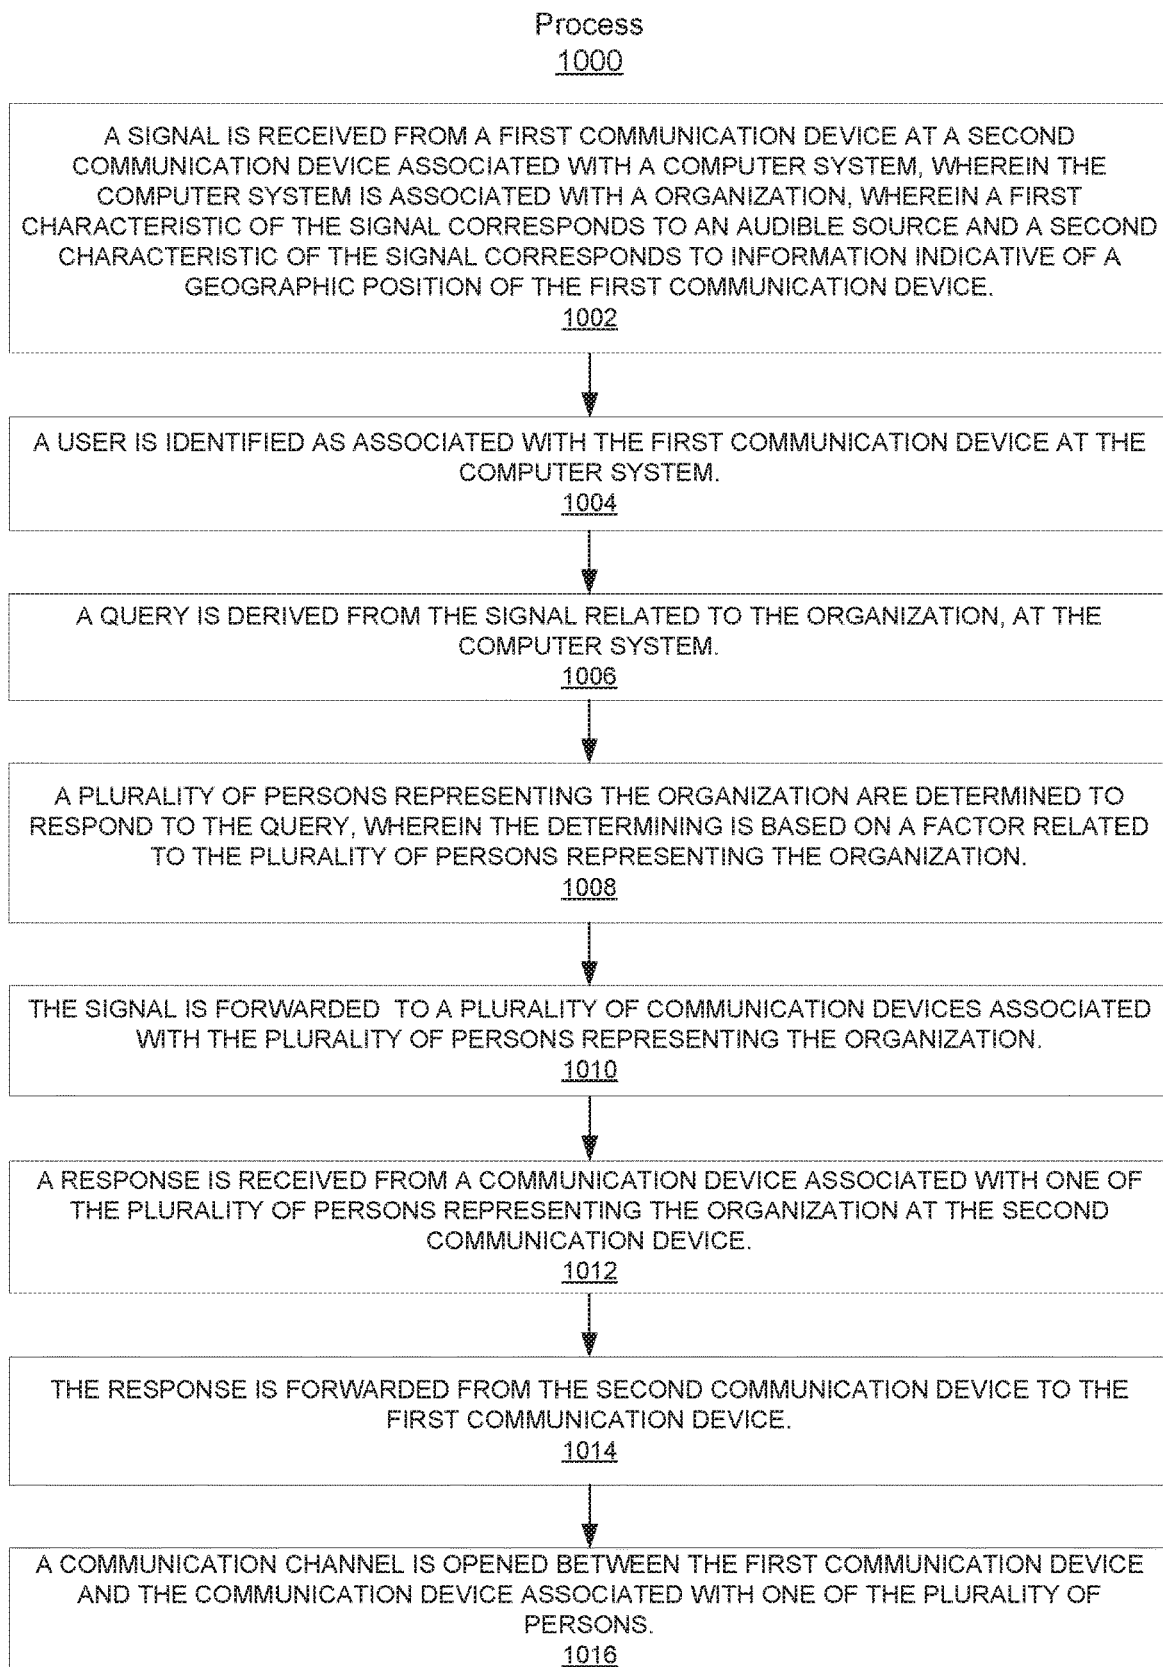 Process
1000
A SIGNAL IS RECEIVED FROM A FIRST COMMUNICATION DEVICE AT A SECOND
COMMUNICATION DEVICE ASSOCIATED WITH A COMPUTER SYSTEM, WHEREIN THE
COMPUTER SYSTEM IS ASSOCIATED WITH A ORGANIZATION, WHEREIN A FIRST
CHARACTERISTIC OF THE SIGNAL CORRESPONDS TO AN AUDIBLE SOURCE AND A SECOND
CHARACTERISTIC OF THE SIGNAL CORRESPONDS TO INFORMATION INDICATIVE OF A
GEOGRAPHIC POSITION OF THE FIRST COMMUNICATION DEVICE.
1002
A USER IS IDENTIFIED AS ASSOCIATED WITH THE FIRST COMMUNICATION DEVICE AT THE
COMPUTER SYSTEM.
1004
A QUERY IS DERIVED FROM THE SIGNAL RELATED TO THE ORGANIZATION, AT THE
COMPUTER SYSTEM.
1006
A PLURALITY OF PERSONS REPRESENTING THE ORGANIZATION ARE DETERMINED TO
RESPOND TO THE QUERY, WHEREIN THE DETERMINING IS BASED ON A FACTOR RELATED
TO THE PLURALITY OF PERSONS REPRESENTING THE ORGANIZATION.
1008
THE SIGNAL IS FORWARDED TO A PLURALITY OF COMMUNICATION DEVICES ASSOCIATED
WITH THE PLURALITY OF PERSONS REPRESENTING THE ORGANIZATION.
1010
A RESPONSE IS RECEIVED FROM A COMMUNICATION DEVICE ASSOCIATED WITH ONE OF
THE PLURALITY OF PERSONS REPRESENTING THE ORGANIZATION AT THE SECOND
COMMUNICATION DEVICE.
1012
THE RESPONSE IS FORWARDED FROM THE SECOND COMMUNICATION DEVICE TO THE
FIRST COMMUNICATION DEVICE.
1014
A COMMUNICATION CHANNEL IS OPENED BETWEEN THE FIRST COMMUNICATION DEVICE
AND THE COMMUNICATION DEVICE ASSOCIATED WITH ONE OF THE PLURALITY OF
PERSONS.
1016